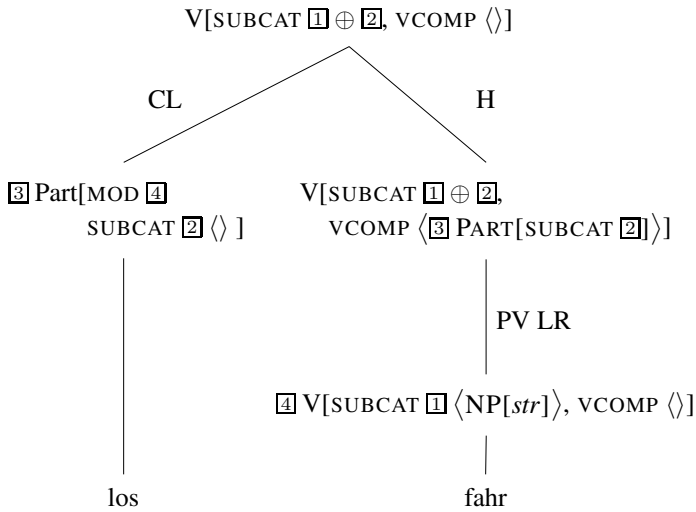 V[SUBCAT 1 ⊕ 2, VCOMP ⟨⟩]
CL H
3 Part[MOD 4 V[SUBCAT 1 ⊕ 2,
SUBCAT 2 ⟨⟩ ] VCOMP ⟨3 PART[SUBCAT 2]⟩]
PV LR
4 V[SUBCAT 1 ⟨NP[str]⟩, VCOMP ⟨⟩]
los fahr